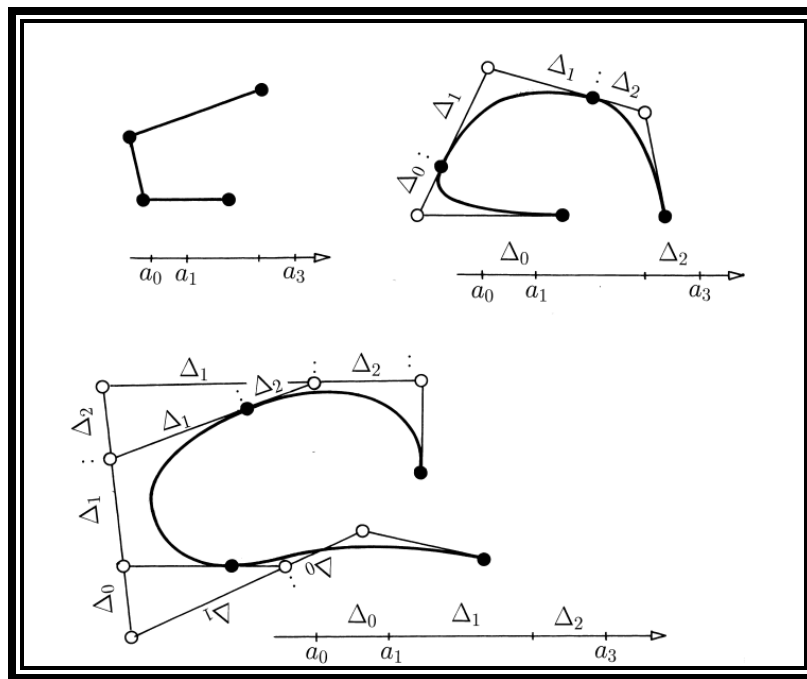 a₀ a₁ a₃
Δ₁ : Δ₂
Δ₁
Δ₀ :
Δ₀ Δ₂
a₀ a₁ a₃
Δ₁ : Δ₂ :
: Δ₂
Δ₂ Δ₁
:
Δ₁
Δ₀ Δ₁ : Δ₀
Δ₀ Δ₁ Δ₂
a₀ a₁ a₃